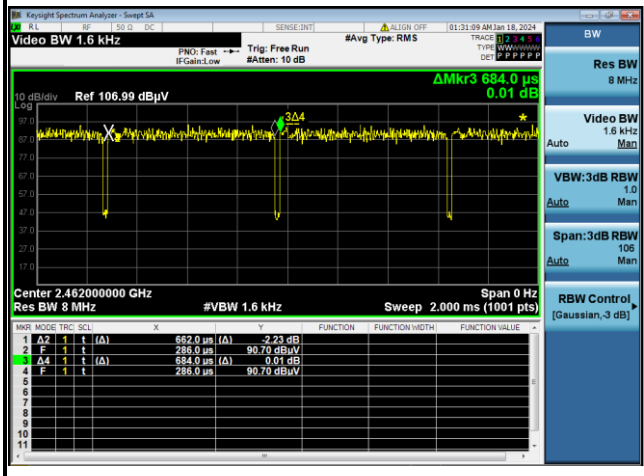 Keysight Spectrum Analyzer - Swept SA
RL RF 50 Ω DC SENSE:INT ALIGN OFF 01:31:09 AM Jan 18, 2024
Video BW 1.6 kHz PNO: Fast Trig: Free Run #Avg Type: RMS TRACE 1 2 3 4 5 6
IFGain:Low #Atten: 10 dB TYPE WWWWWW
DET P P P P P P
ΔMkr3 684.0 µs
0.01 dB
10 dB/div Ref 106.99 dBµV
Log
97.0
87.0
77.0
67.0
57.0
47.0
37.0
27.0
17.0
3Δ4
X2
*
Center 2.462000000 GHz Span 0 Hz
Res BW 8 MHz #VBW 1.6 kHz Sweep 2.000 ms (1001 pts)
MKR MODE TRC SCL X Y FUNCTION FUNCTION WIDTH FUNCTION VALUE
1 Δ2 1 t (Δ) 662.0 µs (Δ) -2.23 dB
2 F 1 t 286.0 µs 90.70 dBµV
3 Δ4 1 t (Δ) 684.0 µs (Δ) 0.01 dB
4 F 1 t 286.0 µs 90.70 dBµV
5
6
7
8
9
10
11
BW
Res BW
8 MHz
Video BW
1.6 kHz
Auto Man
VBW:3dB RBW
1.0
Auto Man
Span:3dB RBW
106
Auto Man
RBW Control
[Gaussian,-3 dB]